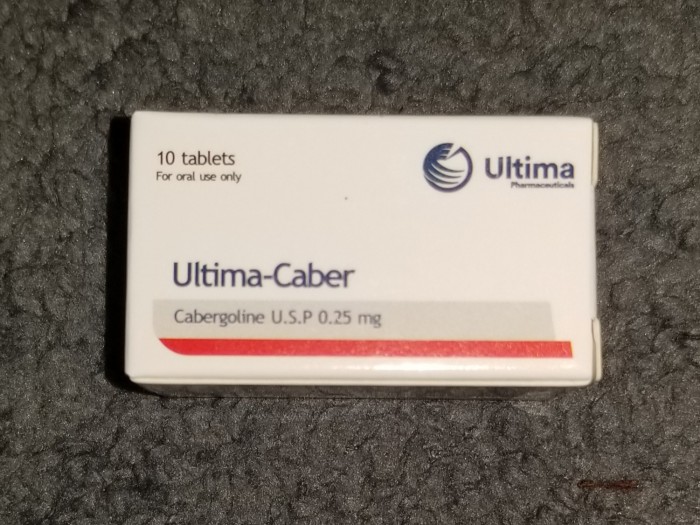 10 tablets
For oral use only
Ultima
Pharmaceuticals
Ultima-Caber
Cabergoline U.S.P 0.25 mg